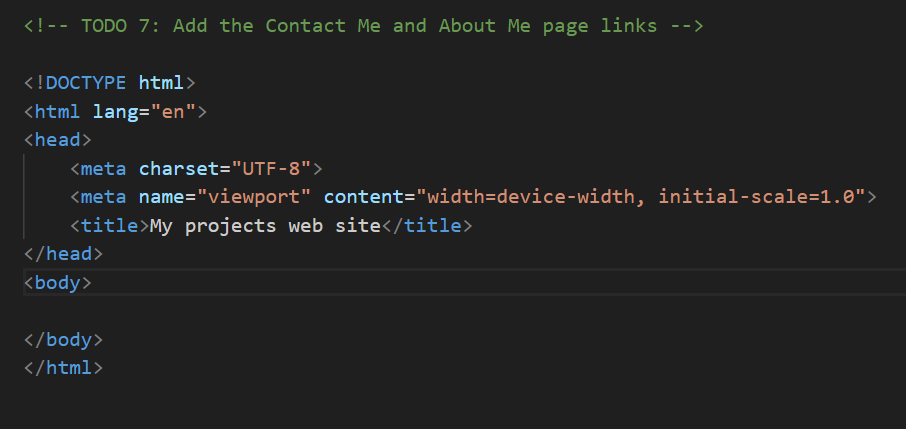 <!-- TODO 7: Add the Contact Me and About Me page links -->
<!DOCTYPE html>
<html lang="en">
<head>
    <meta charset="UTF-8">
    <meta name="viewport" content="width=device-width, initial-scale=1.0">
    <title>My projects web site</title>
</head>
<body>
</body>
</html>